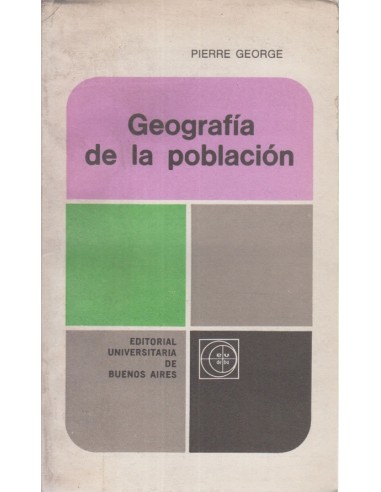 PIERRE GEORGE
Geografía
de la población
EDITORIAL
UNIVERSITARIA
DE
BUENOS AIRES